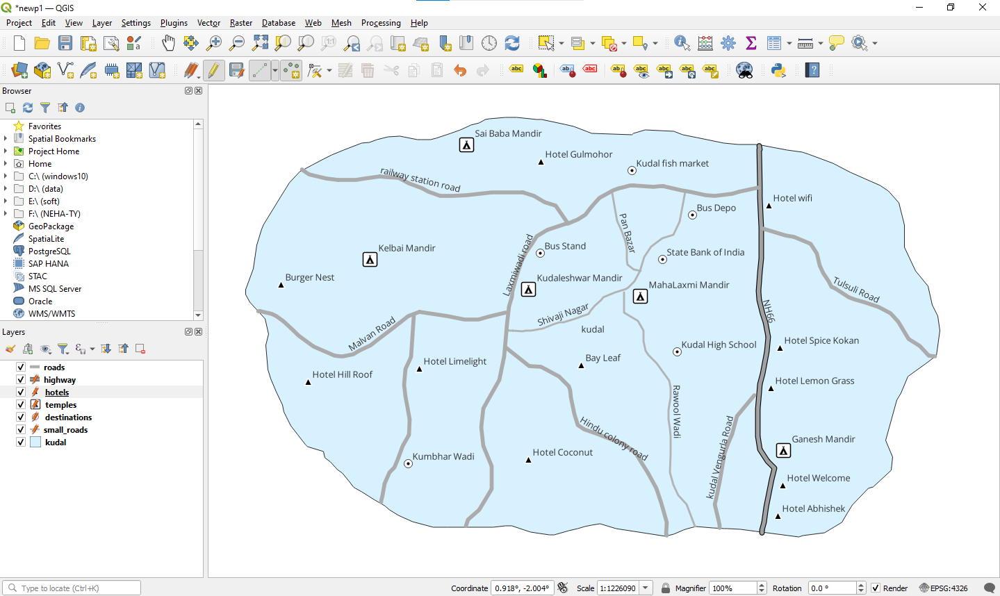 *newp1 — QGIS
Project Edit View Layer Settings Plugins Vector Raster Database Web Mesh Processing Help
Browser
Favorites
Spatial Bookmarks
Project Home
Home
C:\ (windows10)
D:\ (data)
E:\ (soft)
F:\ (NEHA-TY)
GeoPackage
SpatiaLite
PostgreSQL
SAP HANA
STAC
MS SQL Server
Oracle
WMS/WMTS
Layers
roads
highway
hotels
temples
destinations
small_roads
kudal
Sai Baba Mandir
Hotel Gulmohor
Kudal fish market
railway station road
Hotel wifi
Bus Depo
Pan Bazar
Bus Stand
Kelbai Mandir
State Bank of India
Laxmiwadi road
Burger Nest
Kudaleshwar Mandir
MahaLaxmi Mandir
Tulsuli Road
NH66
Shivaji Nagar
kudal
Malvan Road
Kudal High School
Hotel Spice Kokan
Bay Leaf
Hotel Limelight
Hotel Hill Roof
Hotel Lemon Grass
Rawool Wadi
Hindu colony road
kudal Vengurla Road
Ganesh Mandir
Hotel Coconut
Kumbhar Wadi
Hotel Welcome
Hotel Abhishek
Type to locate (Ctrl+K)
Coordinate 0.918°, -2.004° Scale 1:1226090 Magnifier 100% Rotation 0.0 ° Render EPSG:4326